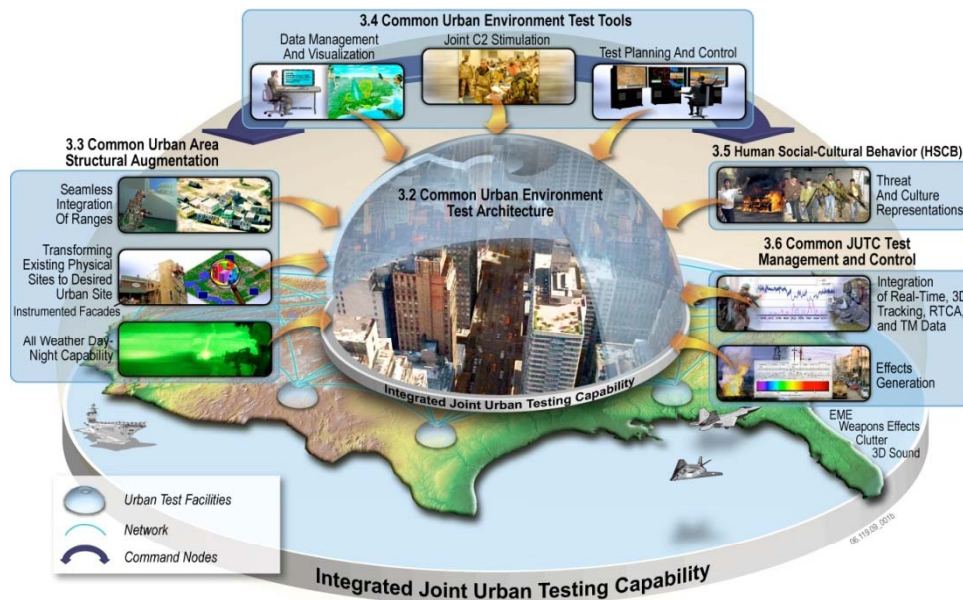 3.4 Common Urban Environment Test Tools
Data Management
And Visualization
Joint C2 Stimulation
Test Planning And Control
3.3 Common Urban Area
Structural Augmentation
Seamless
Integration
Of Ranges
Transforming
Existing Physical
Sites to Desired
Urban Site
Instrumented Facades
All Weather Day-
Night Capability
3.2 Common Urban Environment
Test Architecture
3.5 Human Social-Cultural Behavior (HSCB)
Threat
And Culture
Representations
3.6 Common JUTC Test
Management and Control
Integration
of Real-Time, 3D
Tracking, RTCA,
and TM Data
Effects
Generation
EME
Weapons Effects
Clutter
3D Sound
Integrated Joint Urban Testing Capability
Urban Test Facilities
Network
Command Nodes
06.119.09_001b
Integrated Joint Urban Testing Capability